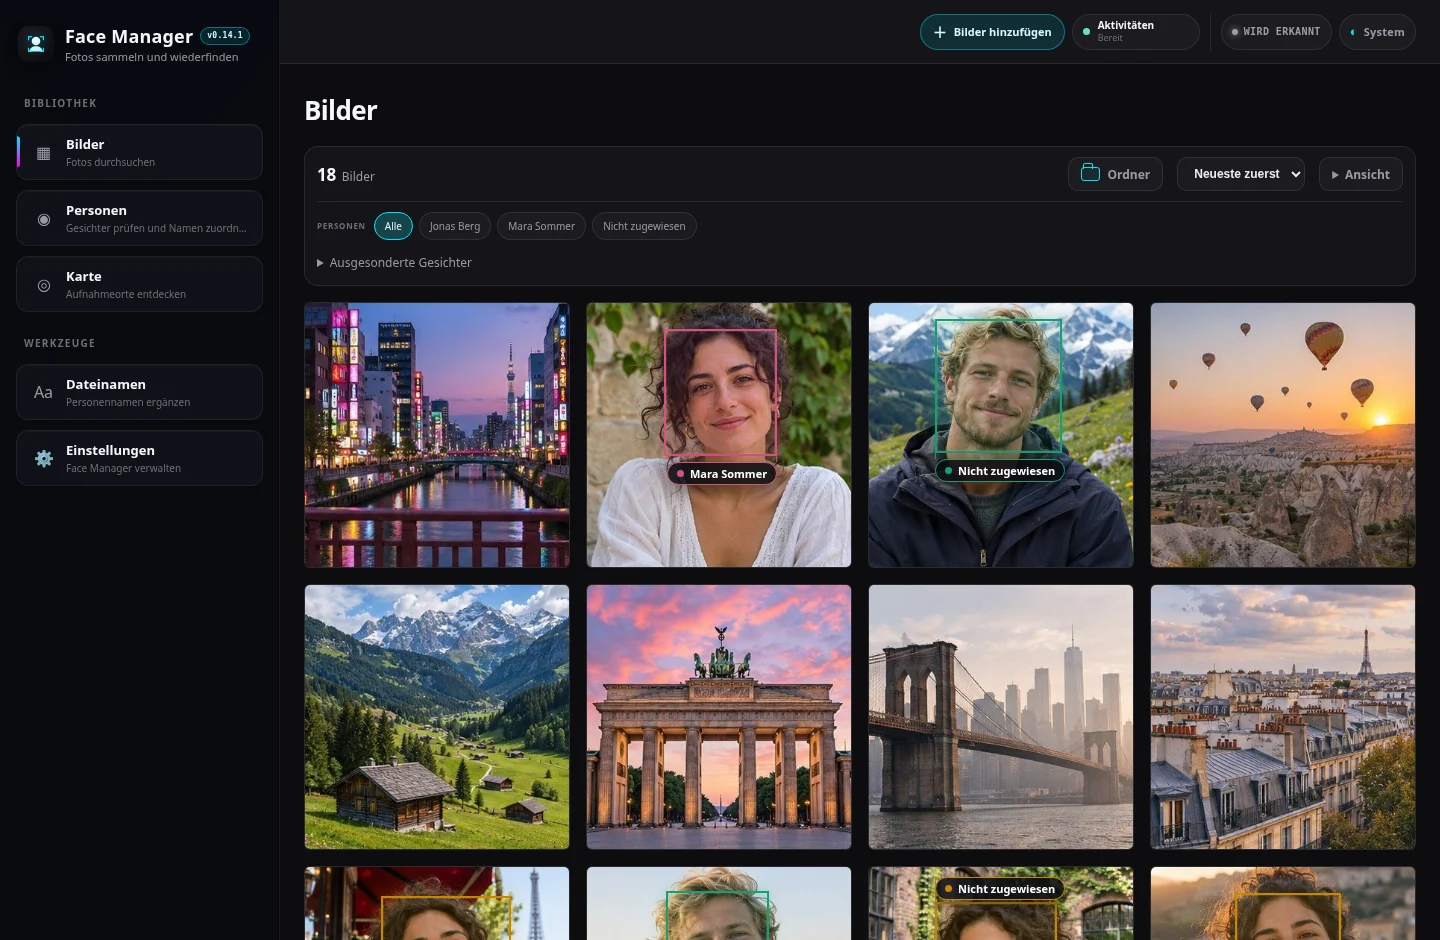 Face Manager v0.14.1
Fotos sammeln und wiederfinden
BIBLIOTHEK
Bilder
Fotos durchsuchen
Personen
Gesichter prüfen und Namen zuordn...
Karte
Aufnahmeorte entdecken
WERKZEUGE
Aa Dateinamen
Personennamen ergänzen
Einstellungen
Face Manager verwalten
+ Bilder hinzufügen
Aktivitäten
Bereit
WIRD ERKANNT
System
Bilder
18 Bilder
Ordner
Neueste zuerst
Ansicht
PERSONEN Alle Jonas Berg Mara Sommer Nicht zugewiesen
Ausgesonderte Gesichter
Mara Sommer
Nicht zugewiesen
Nicht zugewiesen